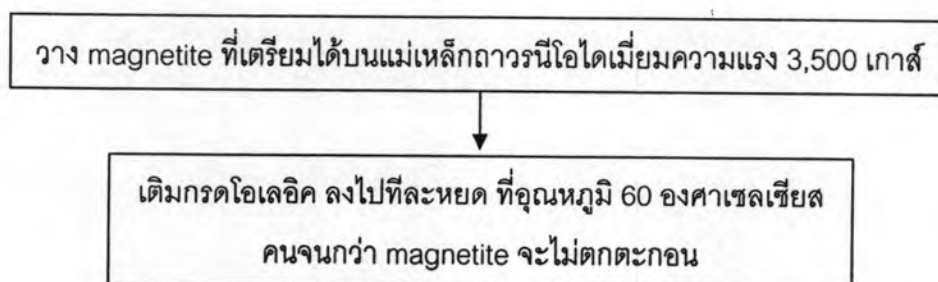 วาง magnetite ที่เตรียมได้บนแม่เหล็กถาวรนีโอไดเมี่ยมความแรง 3,500 เกาส์
เติมกรดโอเลอิค ลงไปทีละหยด ที่อุณหภูมิ 60 องศาเซลเซียส
คนจนกว่า magnetite จะไม่ตกตะกอน